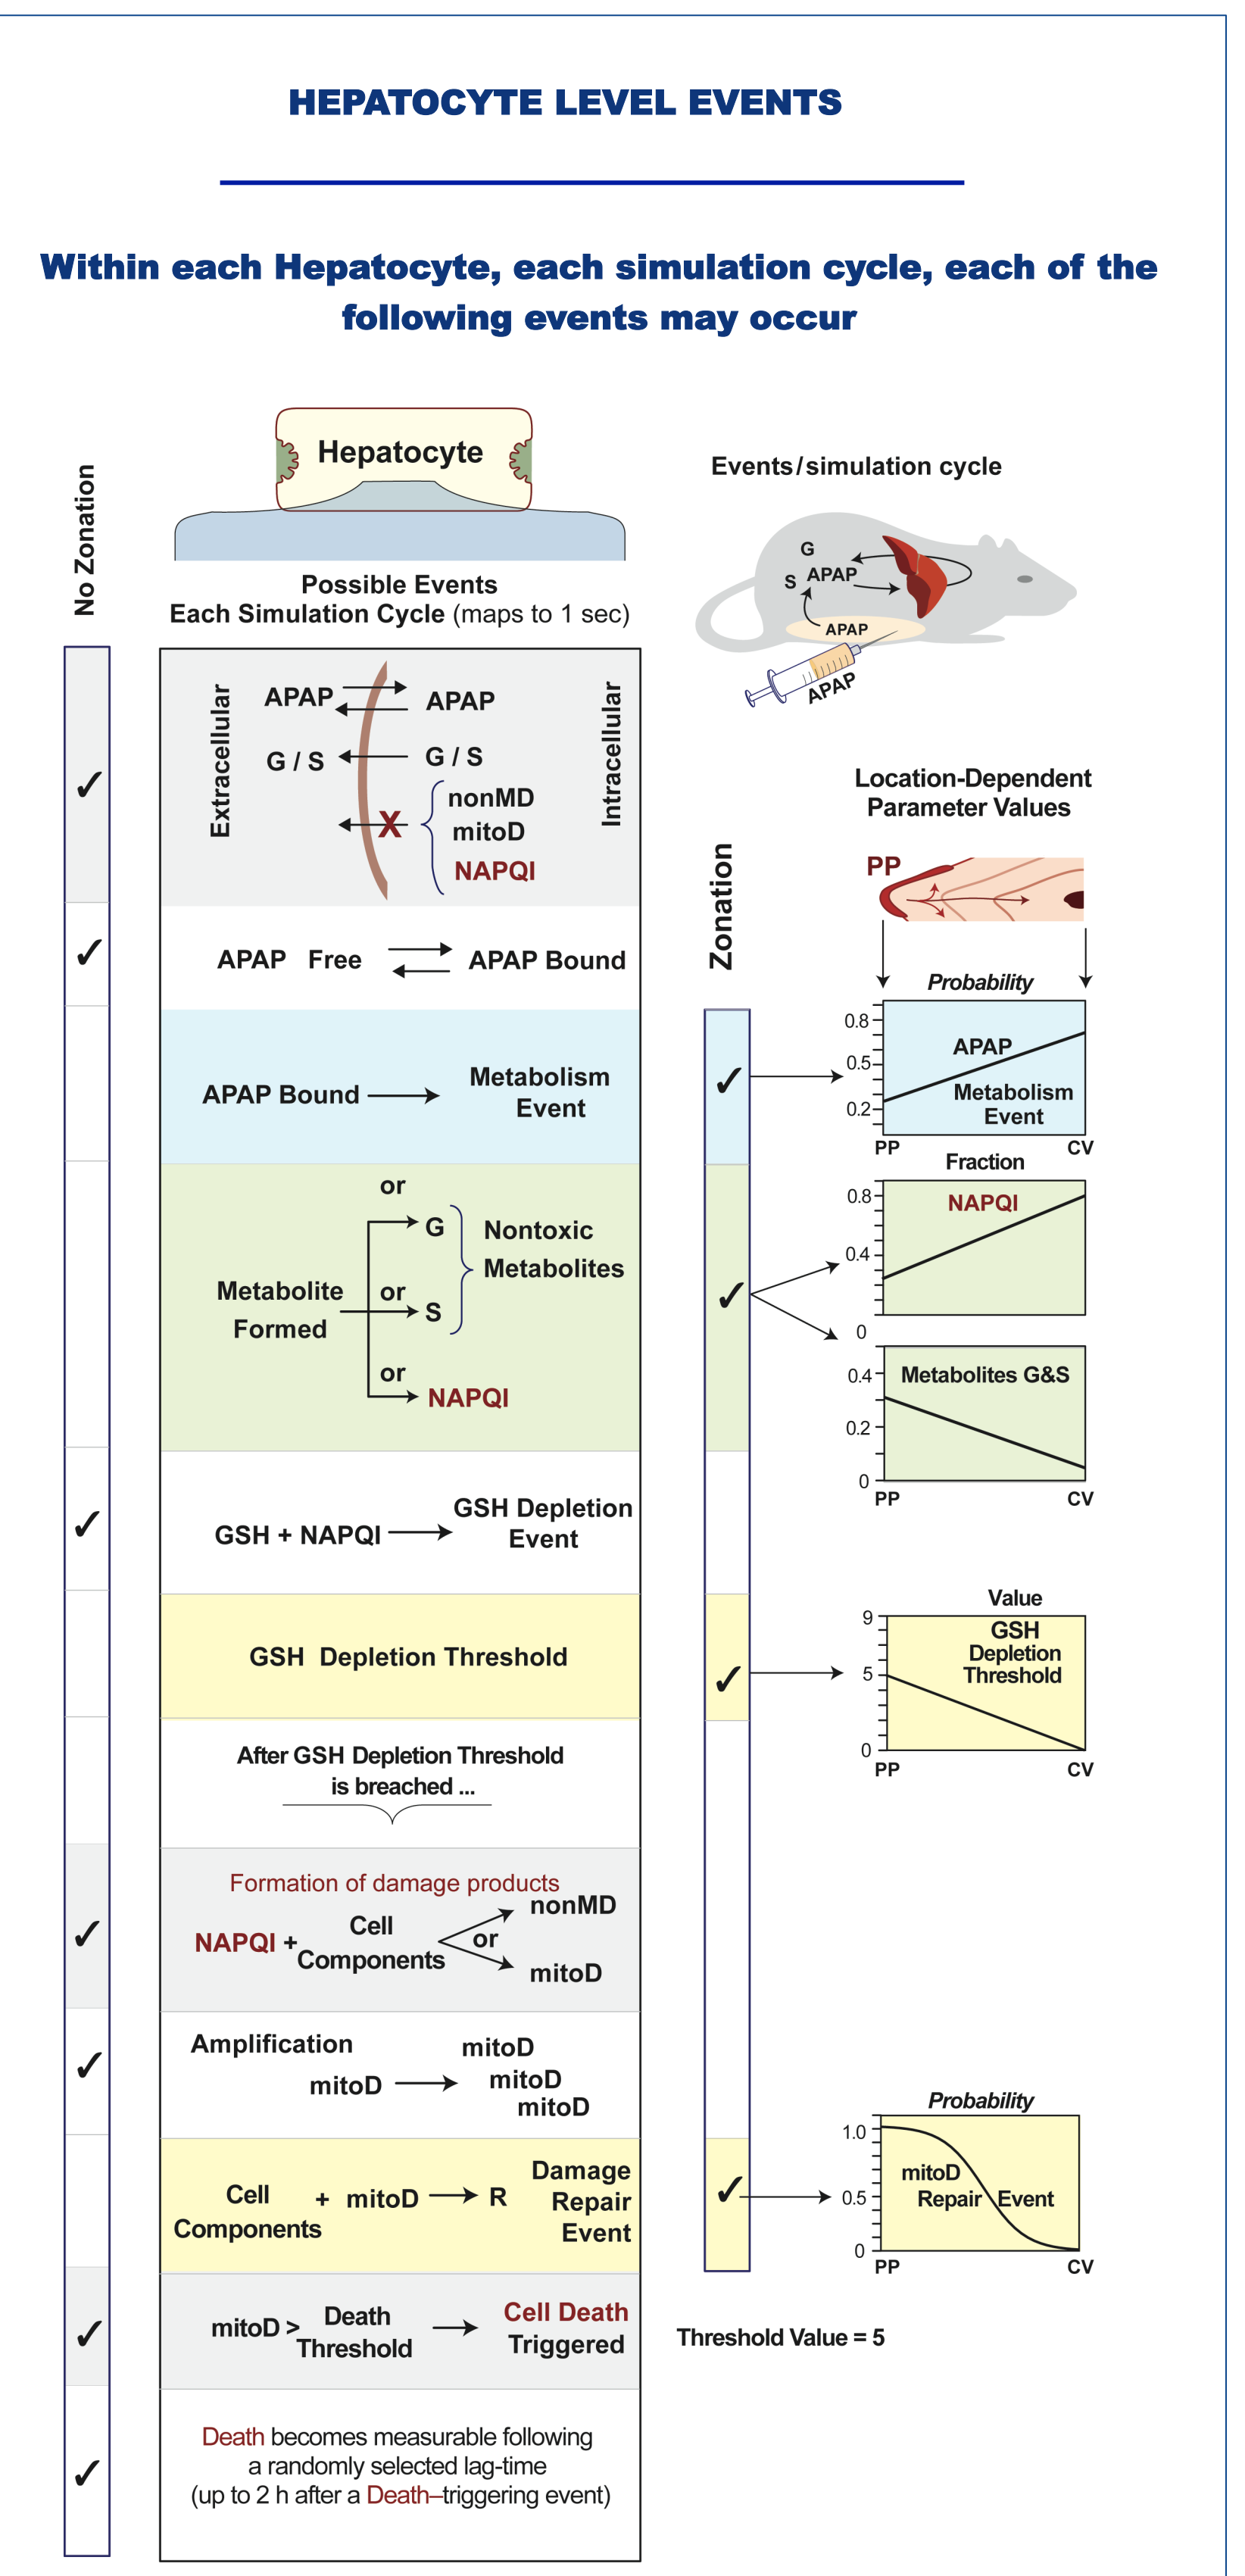 HEPATOCYTE LEVEL EVENTS
Within each Hepatocyte, each simulation cycle, each of the
following events may occur
No Zonation
Hepatocyte
Possible Events
Each Simulation Cycle (maps to 1 sec)
Events/simulation cycle
G
S APAP
APAP
APAP
Extracellular
Intracellular
APAP APAP
G / S G / S
nonMD
X mitoD
NAPQI
✓
✓
APAP Free APAP Bound
APAP Bound Metabolism
Event
or
G Nontoxic
Metabolites
Metabolite
Formed
or
S
or
NAPQI
✓
GSH + NAPQI GSH Depletion
Event
GSH Depletion Threshold
After GSH Depletion Threshold
is breached ...
✓
Formation of damage products
NAPQI + Cell
Components
or
nonMD
mitoD
✓
Amplification
mitoD mitoD
mitoD
mitoD
Cell
Components + mitoD R Damage
Repair
Event
✓
mitoD > Death
Threshold Cell Death
Triggered
Threshold Value = 5
✓
Death becomes measurable following
a randomly selected lag-time
(up to 2 h after a Death–triggering event)
Zonation
Location-Dependent
Parameter Values
PP
✓
Probability
0.8
0.5
0.2
APAP
Metabolism
Event
PP CV
✓
Fraction
0.8
0.4
0
NAPQI
0.4
0.2
0
Metabolites G&S
PP CV
✓
Value
9
5
0
GSH
Depletion
Threshold
PP CV
✓
Probability
1.0
0.5
0
mitoD
Repair Event
PP CV